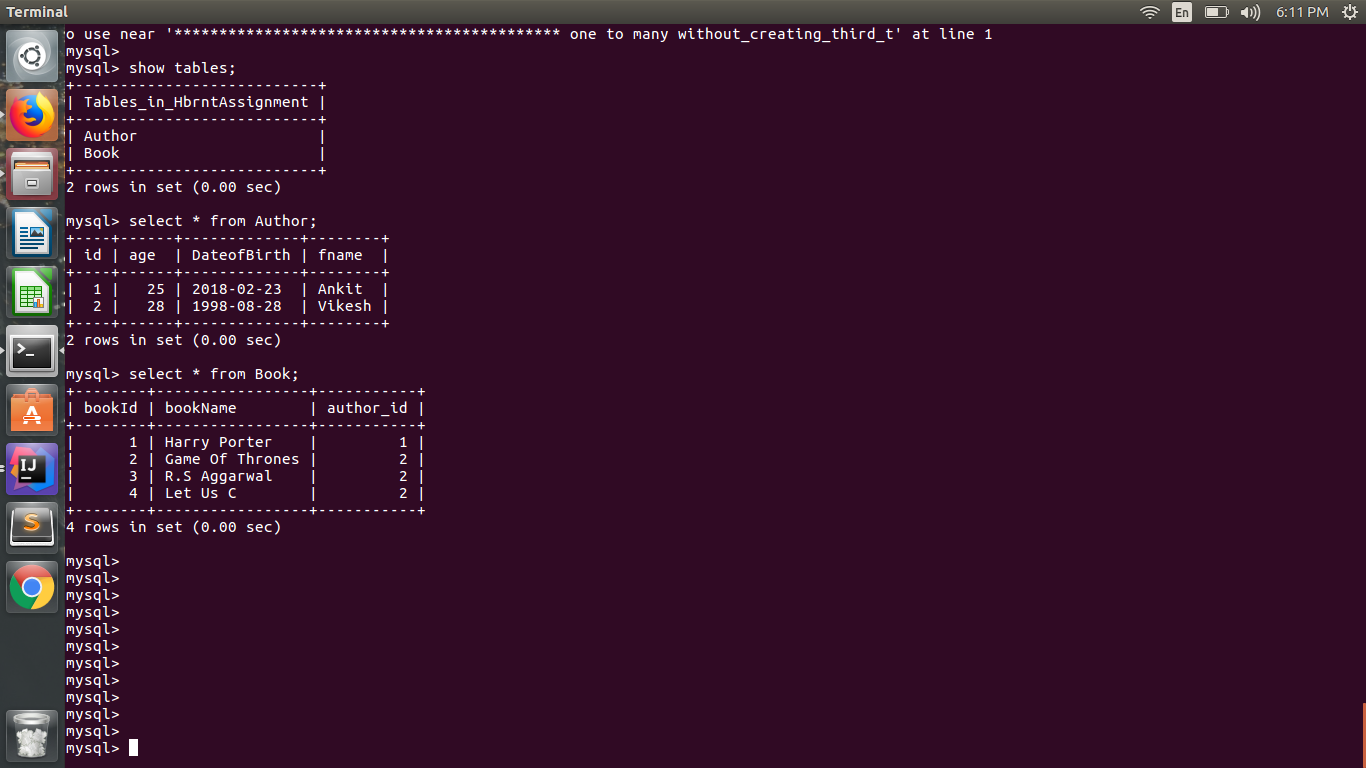 Terminal
En
6:11 PM
o use near '******************************************* one to many without_creating_third_t' at line 1
mysql>
mysql> show tables;
+---------------------------+
| Tables_in_HbrntAssignment |
+---------------------------+
| Author                    |
| Book                      |
+---------------------------+
2 rows in set (0.00 sec)
mysql> select * from Author;
+----+------+-------------+--------+
| id | age  | DateofBirth | fname  |
+----+------+-------------+--------+
|  1 |   25 | 2018-02-23  | Ankit  |
|  2 |   28 | 1998-08-28  | Vikesh |
+----+------+-------------+--------+
2 rows in set (0.00 sec)
mysql> select * from Book;
+--------+-----------------+-----------+
| bookId | bookName        | author_id |
+--------+-----------------+-----------+
|      1 | Harry Porter    |         1 |
|      2 | Game Of Thrones |         2 |
|      3 | R.S Aggarwal    |         2 |
|      4 | Let Us C        |         2 |
+--------+-----------------+-----------+
4 rows in set (0.00 sec)
mysql>
mysql>
mysql>
mysql>
mysql>
mysql>
mysql>
mysql>
mysql>
mysql>
mysql>
mysql>
IJ
S